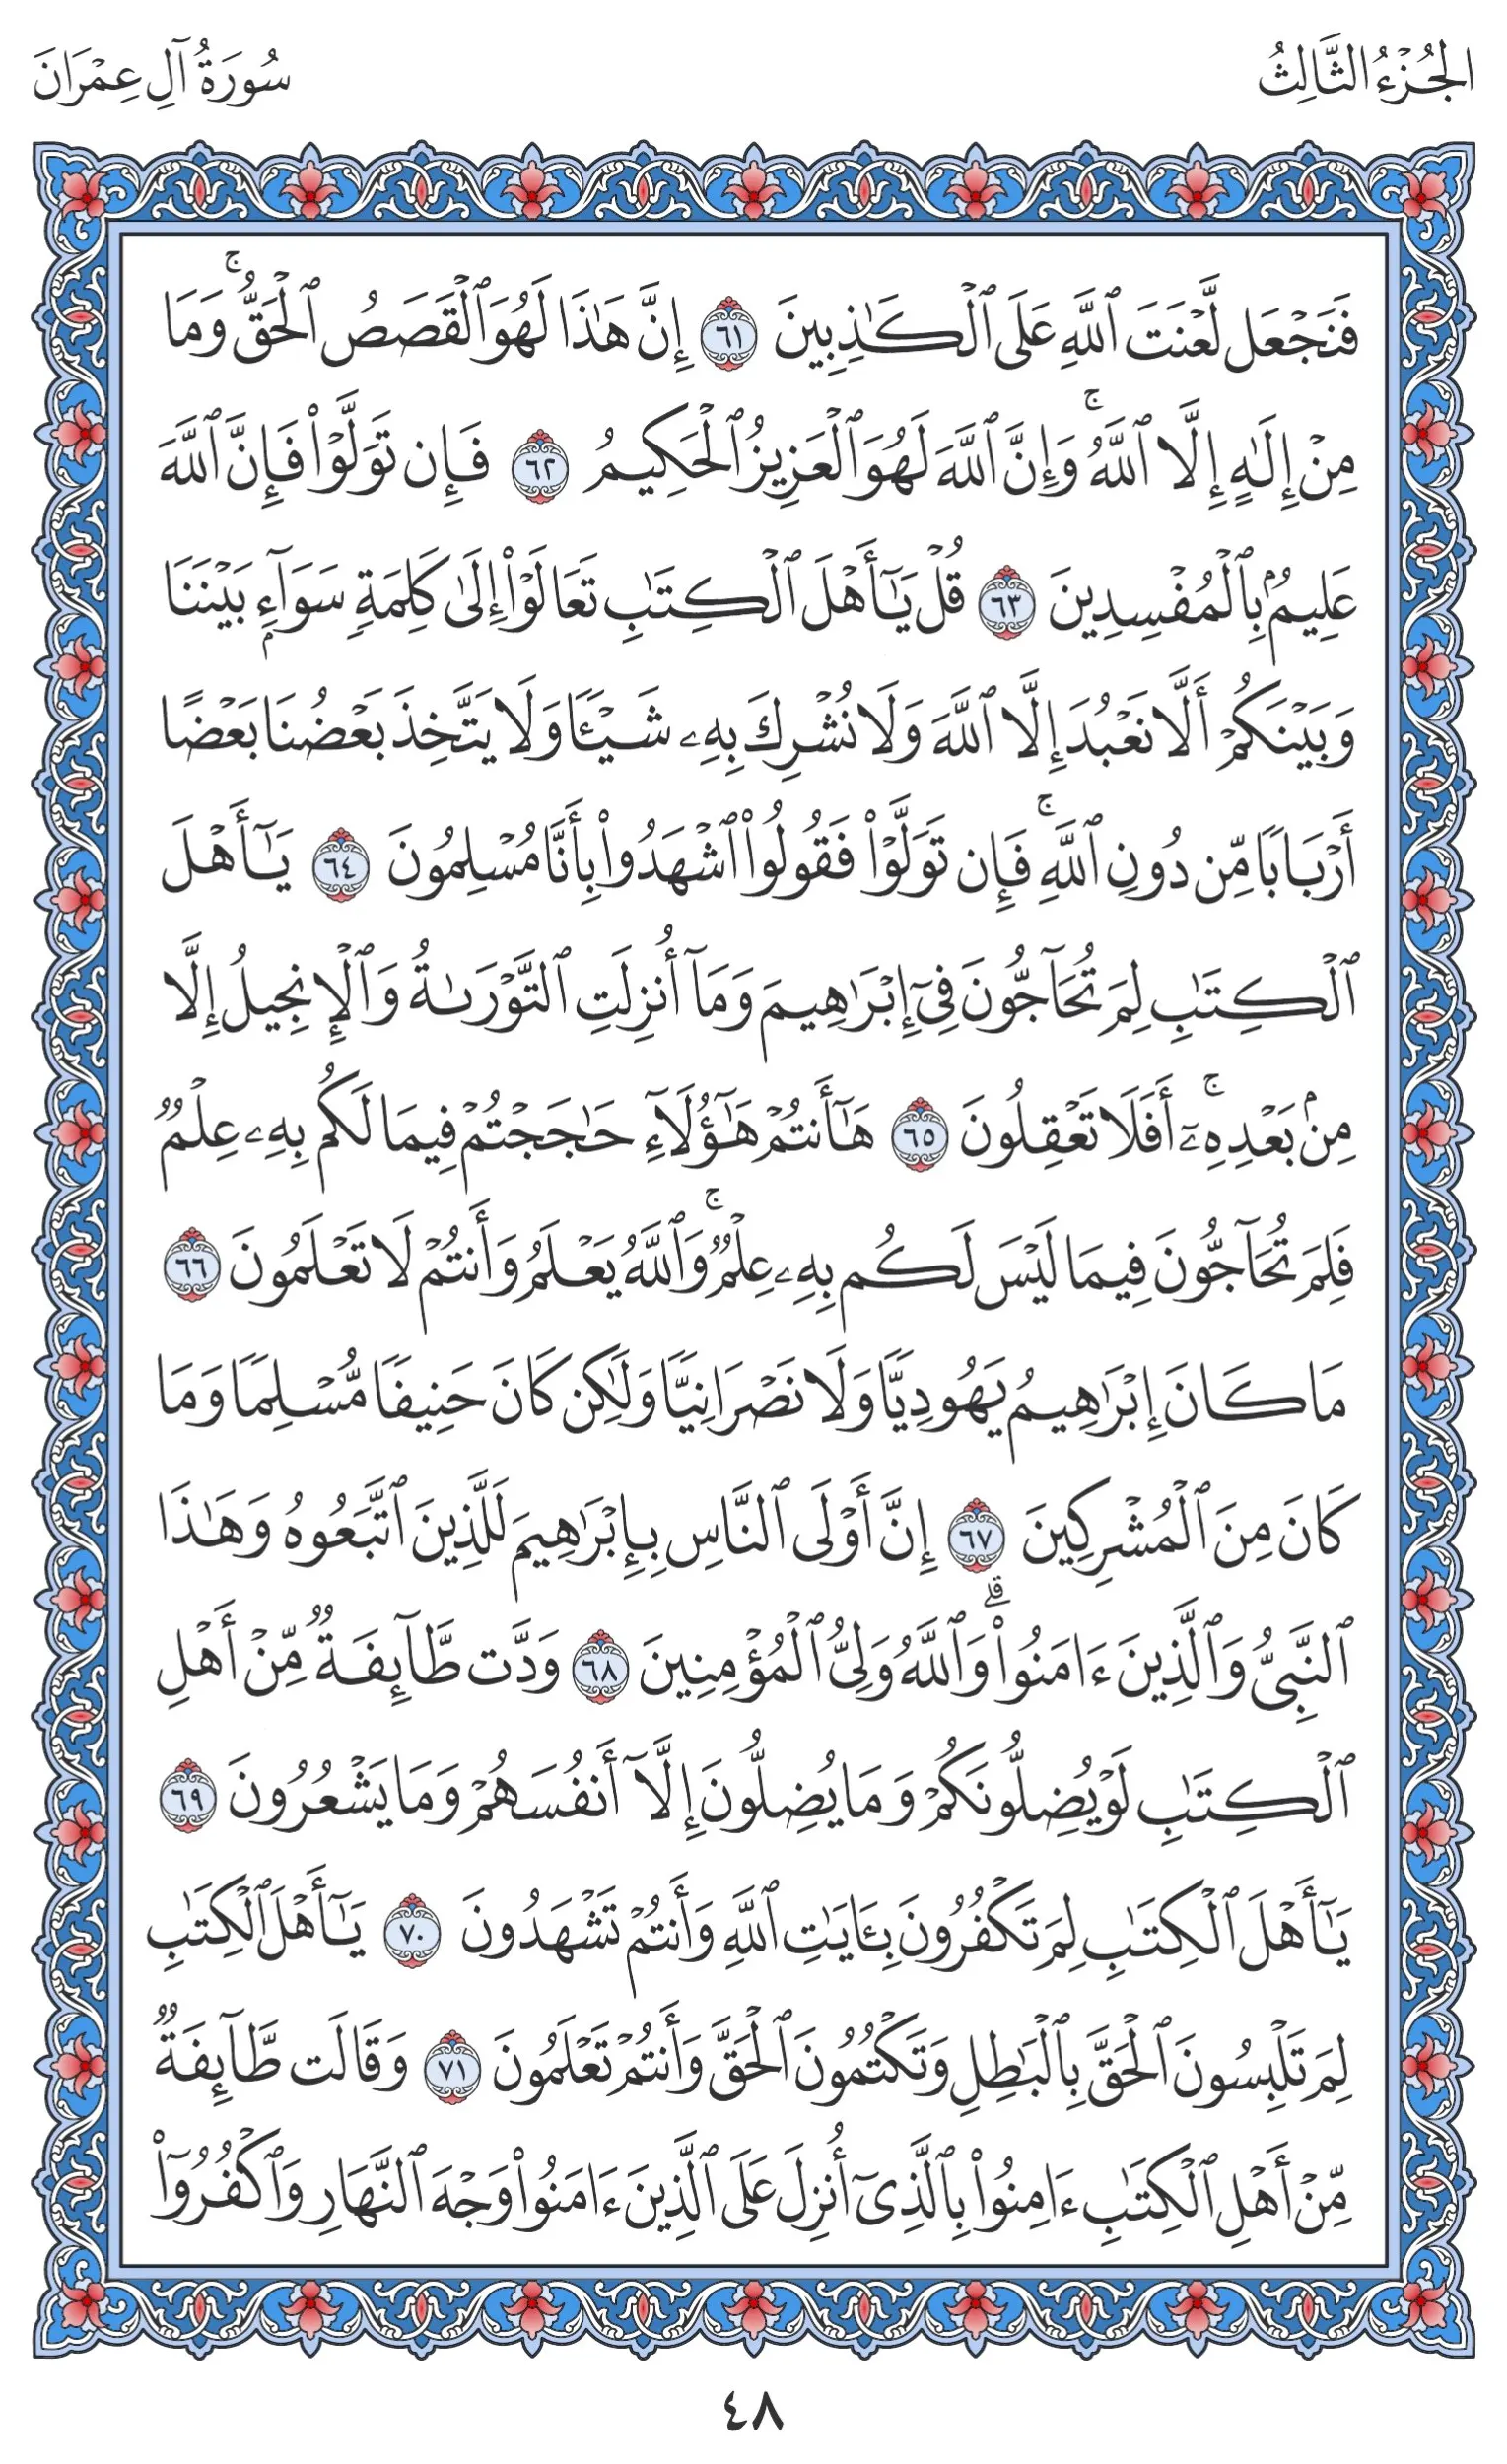 الجُزْءُ الثَّالِثُ
سُورَةُ آلِ عِمْرَانَ
فَنَجْعَل لَّعْنَتَ ٱللَّهِ عَلَى ٱلْكَـٰذِبِينَ ٦١ إِنَّ هَـٰذَا لَهُوَ ٱلْقَصَصُ ٱلْحَقُّ ۚ وَمَا
مِنْ إِلَـٰهٍ إِلَّا ٱللَّهُ ۚ وَإِنَّ ٱللَّهَ لَهُوَ ٱلْعَزِيزُ ٱلْحَكِيمُ ٦٢ فَإِن تَوَلَّوْا۟ فَإِنَّ ٱللَّهَ
عَلِيمٌۢ بِٱلْمُفْسِدِينَ ٦٣ قُلْ يَـٰٓأَهْلَ ٱلْكِتَـٰبِ تَعَالَوْا۟ إِلَىٰ كَلِمَةٍ سَوَآءٍۭ بَيْنَنَا
وَبَيْنَكُمْ أَلَّا نَعْبُدَ إِلَّا ٱللَّهَ وَلَا نُشْرِكَ بِهِۦ شَيْـًٔا وَلَا يَتَّخِذَ بَعْضُنَا بَعْضًا
أَرْبَابًا مِّن دُونِ ٱللَّهِ ۚ فَإِن تَوَلَّوْا۟ فَقُولُوا۟ ٱشْهَدُوا۟ بِأَنَّا مُسْلِمُونَ ٦٤ يَـٰٓأَهْلَ
ٱلْكِتَـٰبِ لِمَ تُحَآجُّونَ فِىٓ إِبْرَٰهِيمَ وَمَآ أُنزِلَتِ ٱلتَّوْرَىٰةُ وَٱلْإِنجِيلُ إِلَّا
مِنۢ بَعْدِهِۦٓ ۚ أَفَلَا تَعْقِلُونَ ٦٥ هَـٰٓأَنتُمْ هَـٰٓؤُلَآءِ حَـٰجَجْتُمْ فِيمَا لَكُم بِهِۦ عِلْمٌ
فَلِمَ تُحَآجُّونَ فِيمَا لَيْسَ لَكُم بِهِۦ عِلْمٌ ۚ وَٱللَّهُ يَعْلَمُ وَأَنتُمْ لَا تَعْلَمُونَ ٦٦
مَا كَانَ إِبْرَٰهِيمُ يَهُودِيًّا وَلَا نَصْرَانِيًّا وَلَـٰكِن كَانَ حَنِيفًا مُّسْلِمًا وَمَا
كَانَ مِنَ ٱلْمُشْرِكِينَ ٦٧ إِنَّ أَوْلَى ٱلنَّاسِ بِإِبْرَٰهِيمَ لَلَّذِينَ ٱتَّبَعُوهُ وَهَـٰذَا
ٱلنَّبِىُّ وَٱلَّذِينَ ءَامَنُوا۟ ۗ وَٱللَّهُ وَلِىُّ ٱلْمُؤْمِنِينَ ٦٨ وَدَّت طَّآئِفَةٌ مِّنْ أَهْلِ
ٱلْكِتَـٰبِ لَوْ يُضِلُّونَكُمْ وَمَا يُضِلُّونَ إِلَّآ أَنفُسَهُمْ وَمَا يَشْعُرُونَ ٦٩
يَـٰٓأَهْلَ ٱلْكِتَـٰبِ لِمَ تَكْفُرُونَ بِـَٔايَـٰتِ ٱللَّهِ وَأَنتُمْ تَشْهَدُونَ ٧٠ يَـٰٓأَهْلَ ٱلْكِتَـٰبِ
لِمَ تَلْبِسُونَ ٱلْحَقَّ بِٱلْبَـٰطِلِ وَتَكْتُمُونَ ٱلْحَقَّ وَأَنتُمْ تَعْلَمُونَ ٧١ وَقَالَت طَّآئِفَةٌ
مِّنْ أَهْلِ ٱلْكِتَـٰبِ ءَامِنُوا۟ بِٱلَّذِىٓ أُنزِلَ عَلَى ٱلَّذِينَ ءَامَنُوا۟ وَجْهَ ٱلنَّهَارِ وَٱكْفُرُوٓا۟
٤٨